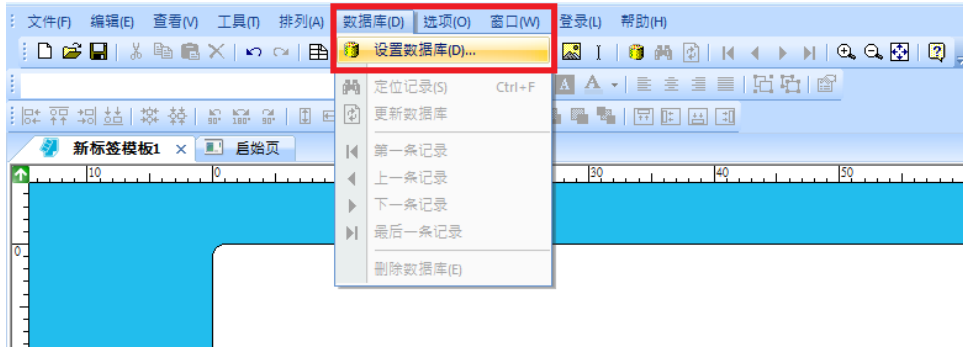 文件(F) 编辑(E) 查看(V) 工具(T) 排列(A) 数据库(D) 选项(O) 窗口(W) 登录(L) 帮助(H)
设置数据库(D)...
A A
定位记录(S) Ctrl+F
更新数据库
90° 180° 90°
新标签模板1 × 启始页
第一条记录
上一条记录
下一条记录
最后一条记录
删除数据库(E)
10 0 30 40 50
0